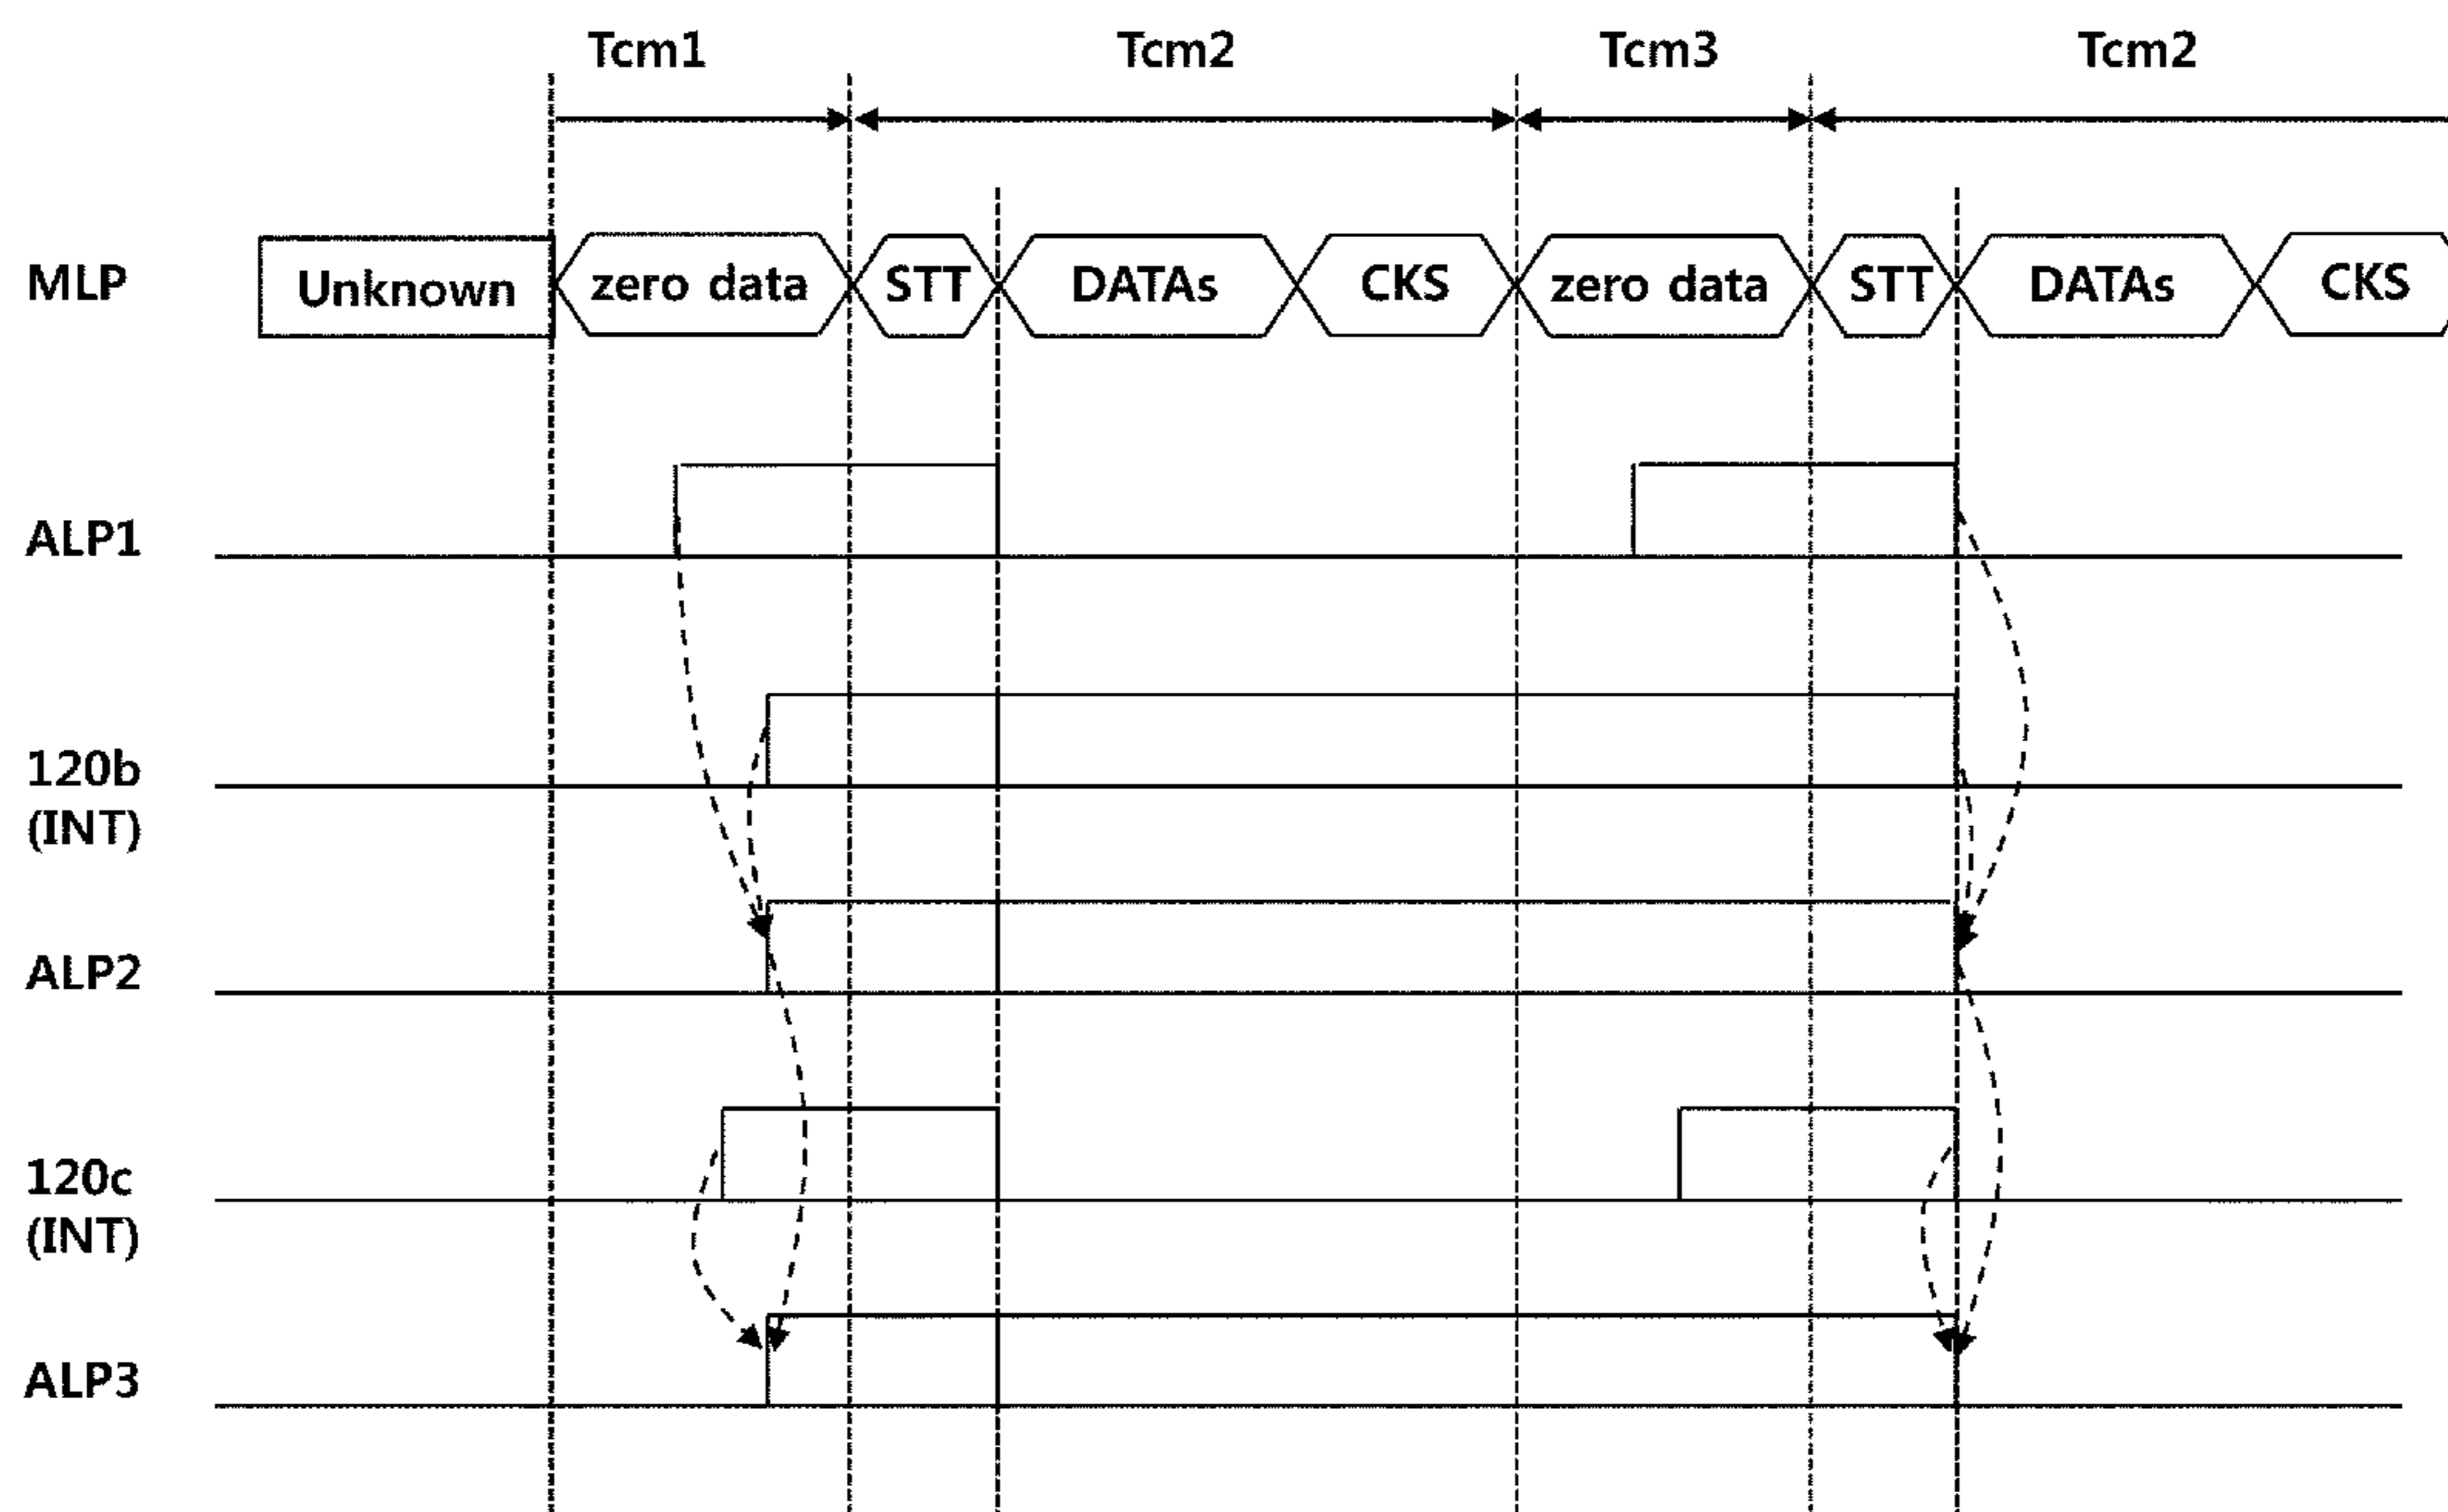 Tcm1 Tcm2 Tcm3 Tcm2
MLP Unknown zero data STT DATAs CKS zero data STT DATAs CKS
ALP1
120b
(INT)
ALP2
120c
(INT)
ALP3